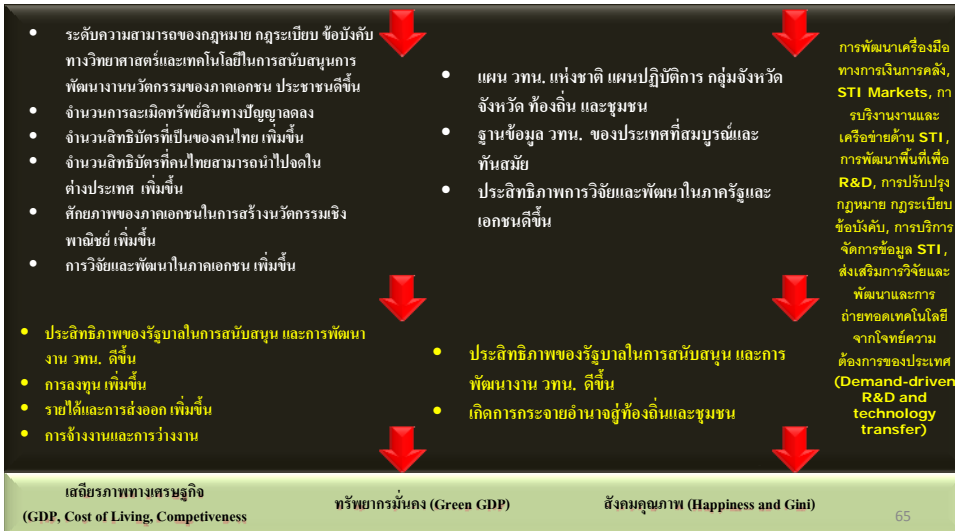 • ระดับความสามารถของกฎหมาย กฎระเบียบ ข้อบังคับ
ทางวิทยาศาสตร์และเทคโนโลยีในการสนับสนุนการ
พัฒนางานนวัตกรรมของภาคเอกชน ประชาชนดีขึ้น
• จำนวนการละเมิดทรัพย์สินทางปัญญาลดลง
• จำนวนสิทธิบัตรที่เป็นของคนไทย เพิ่มขึ้น
• จำนวนสิทธิบัตรที่คนไทยสามารถนำไปจดใน
ต่างประเทศ เพิ่มขึ้น
• ศักยภาพของภาคเอกชนในการสร้างนวัตกรรมเชิง
พาณิชย์ เพิ่มขึ้น
• การวิจัยและพัฒนาในภาคเอกชน เพิ่มขึ้น
• ประสิทธิภาพของรัฐบาลในการสนับสนุน และการพัฒนา
งาน วทน. ดีขึ้น
• การลงทุน เพิ่มขึ้น
• รายได้และการส่งออก เพิ่มขึ้น
• การจ้างงานและการว่างงาน
• แผน วทน. แห่งชาติ แผนปฏิบัติการ กลุ่มจังหวัด
จังหวัด ท้องถิ่น และชุมชน
• ฐานข้อมูล วทน. ของประเทศที่สมบูรณ์และ
ทันสมัย
• ประสิทธิภาพการวิจัยและพัฒนาในภาครัฐและ
เอกชนดีขึ้น
• ประสิทธิภาพของรัฐบาลในการสนับสนุน และการ
พัฒนางาน วทน. ดีขึ้น
• เกิดการกระจายอำนาจสู่ท้องถิ่นและชุมชน
การพัฒนาเครื่องมือ
ทางการเงินการคลัง,
STI Markets, กา
รบริงานงานและ
เครือข่ายด้าน STI,
การพัฒนาพื้นที่เพื่อ
R&D, การปรับปรุง
กฎหมาย กฎระเบียบ
ข้อบังคับ, การบริการ
จัดการข้อมูล STI,
ส่งเสริมการวิจัยและ
พัฒนาและการ
ถ่ายทอดเทคโนโลยี
จากโจทย์ความ
ต้องการของประเทศ
(Demand-driven
R&D and
technology
transfer)
เสถียรภาพทางเศรษฐกิจ
(GDP, Cost of Living, Competiveness
ทรัพยากรมั่นคง (Green GDP)
สังคมคุณภาพ (Happiness and Gini)
65